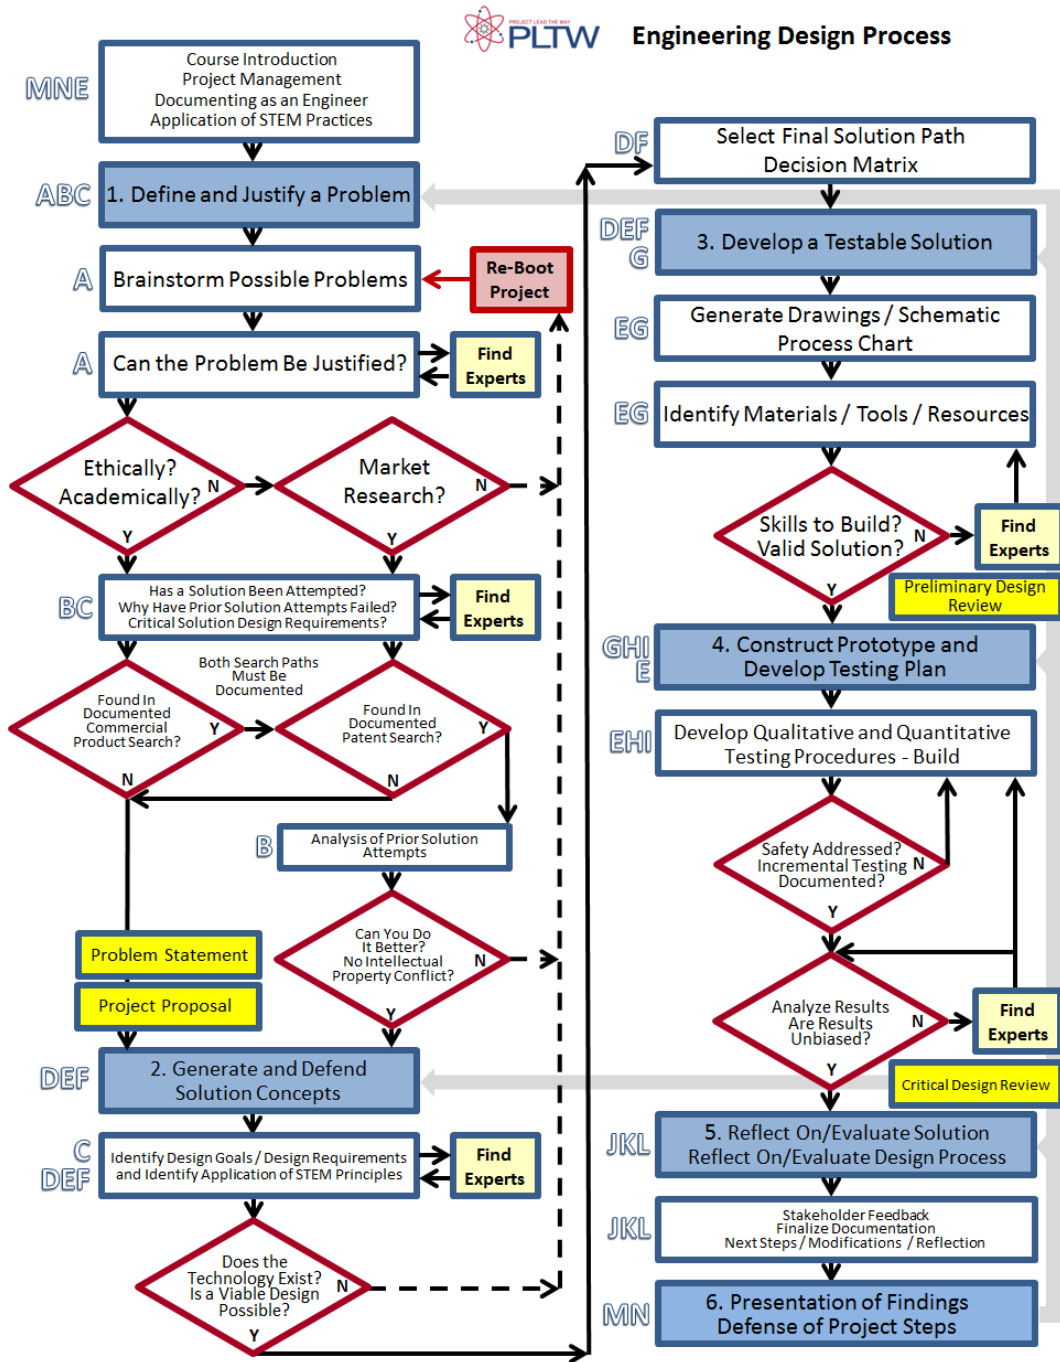 PROJECT LEAD THE WAY
PLTW
Engineering Design Process
MNE
Course Introduction
Project Management
Documenting as an Engineer
Application of STEM Practices
ABC
1. Define and Justify a Problem
A
Brainstorm Possible Problems
Re-Boot
Project
A
Can the Problem Be Justified?
Find
Experts
Ethically?
Academically?
N
Y
Market
Research?
N
Y
BC
Has a Solution Been Attempted?
Why Have Prior Solution Attempts Failed?
Critical Solution Design Requirements?
Find
Experts
Both Search Paths
Must Be
Documented
Found In
Documented
Commercial
Product Search?
Y
N
Found In
Documented
Patent Search?
Y
N
B
Analysis of Prior Solution
Attempts
Can You Do
It Better?
No Intellectual
Property Conflict?
N
Y
Problem Statement
Project Proposal
DEF
2. Generate and Defend
Solution Concepts
C
DEF
Identify Design Goals / Design Requirements
and Identify Application of STEM Principles
Find
Experts
Does the
Technology Exist?
Is a Viable Design
Possible?
N
Y
DF
Select Final Solution Path
Decision Matrix
DEF
G
3. Develop a Testable Solution
EG
Generate Drawings / Schematic
Process Chart
EG
Identify Materials / Tools / Resources
Skills to Build?
Valid Solution?
N
Y
Find
Experts
Preliminary Design
Review
GHI
E
4. Construct Prototype and
Develop Testing Plan
EHI
Develop Qualitative and Quantitative
Testing Procedures - Build
Safety Addressed?
Incremental Testing
Documented?
N
Y
Analyze Results
Are Results
Unbiased?
N
Y
Find
Experts
Critical Design Review
JKL
5. Reflect On/Evaluate Solution
Reflect On/Evaluate Design Process
JKL
Stakeholder Feedback
Finalize Documentation
Next Steps / Modifications / Reflection
MN
6. Presentation of Findings
Defense of Project Steps